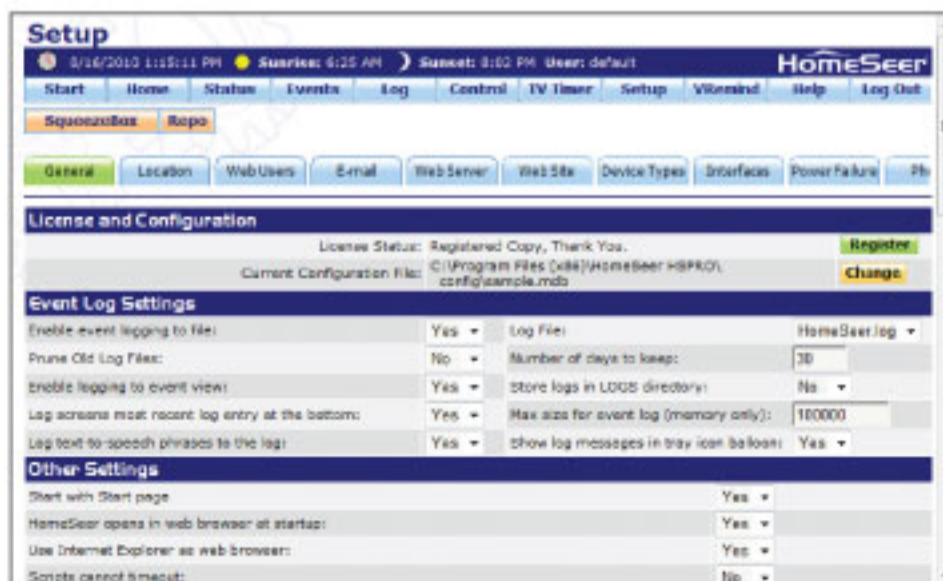 Setup
8/16/2010 1:15:11 PM Sunrise: 6:25 AM Sunset: 8:02 PM User: default HomeSeer
Start Home Status Events Log Control TV Timer Setup VRemind Help Log Out
SqueezeBox Repo
General Location Web Users E-mail Web Server Web Site Device Types Interfaces Power Failure Ph
License and Configuration
License Status: Registered Copy, Thank You. Register
Current Configuration File: C:\Program Files (x86)\HomeSeer HSPRO\ Change
config\sample.mdb
Event Log Settings
Enable event logging to file: Yes Log File: HomeSeer.log
Prune Old Log Files: No Number of days to keep: 30
Enable logging to event view: Yes Store logs in LOGS directory: No
Log screens most recent log entry at the bottom: Yes Max size for event log (memory only): 100000
Log text-to-speech phrases to the log: Yes Show log messages in tray icon balloon: Yes
Other Settings
Start with Start page Yes
HomeSeer opens in web browser at startup: Yes
Use Internet Explorer as web browser: Yes
Scripts cannot timeout: No